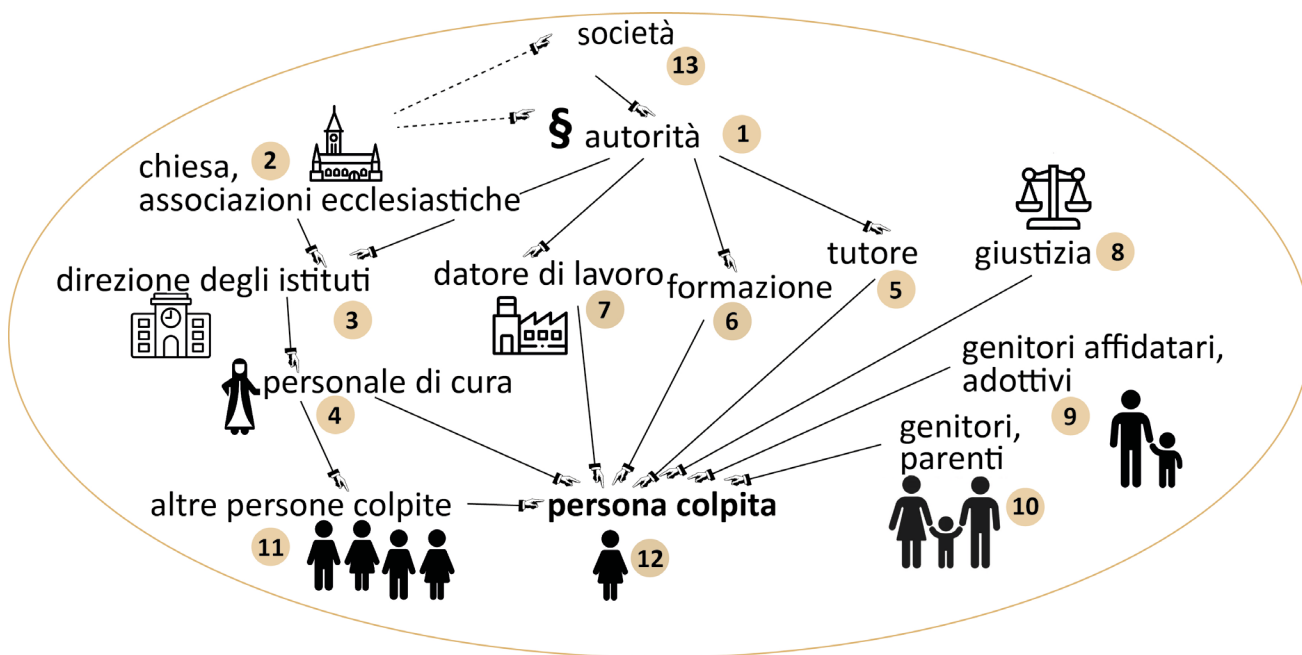 società
13
§ autorità
1
2
chiesa,
associazioni ecclesiastiche
direzione degli istituti
3
datore di lavoro
7
formazione
6
tutore
5
giustizia
8
personale di cura
4
genitori affidatari,
adottivi
9
genitori,
parenti
10
altre persone colpite
11
persona colpita
12